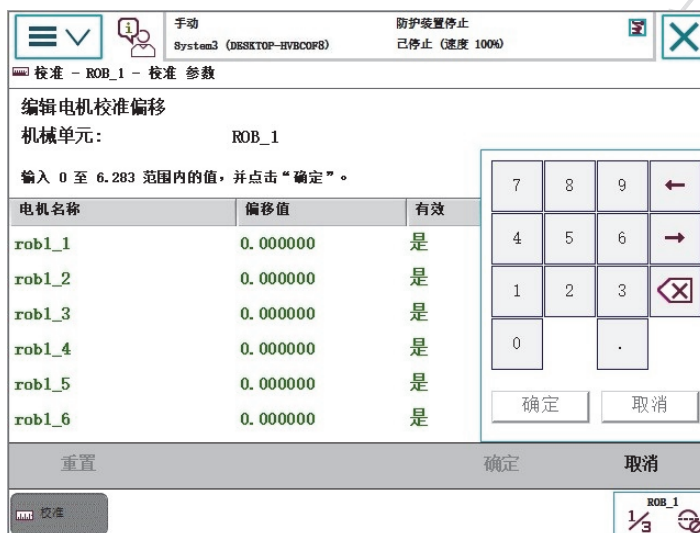 手动
System3 (DESKTOP-HVBCOF8)
防护装置停止
已停止 (速度 100%)
校准 - ROB_1 - 校准 参数
编辑电机校准偏移
机械单元: ROB_1
输入 0 至 6.283 范围内的值,并点击“确定”。
电机名称 偏移值 有效
rob1_1 0.000000 是
rob1_2 0.000000 是
rob1_3 0.000000 是
rob1_4 0.000000 是
rob1_5 0.000000 是
rob1_6 0.000000 是
7 8 9 ←
4 5 6 →
1 2 3
0 .
确定 取消
重置 确定 取消
校准
ROB_1
1/3